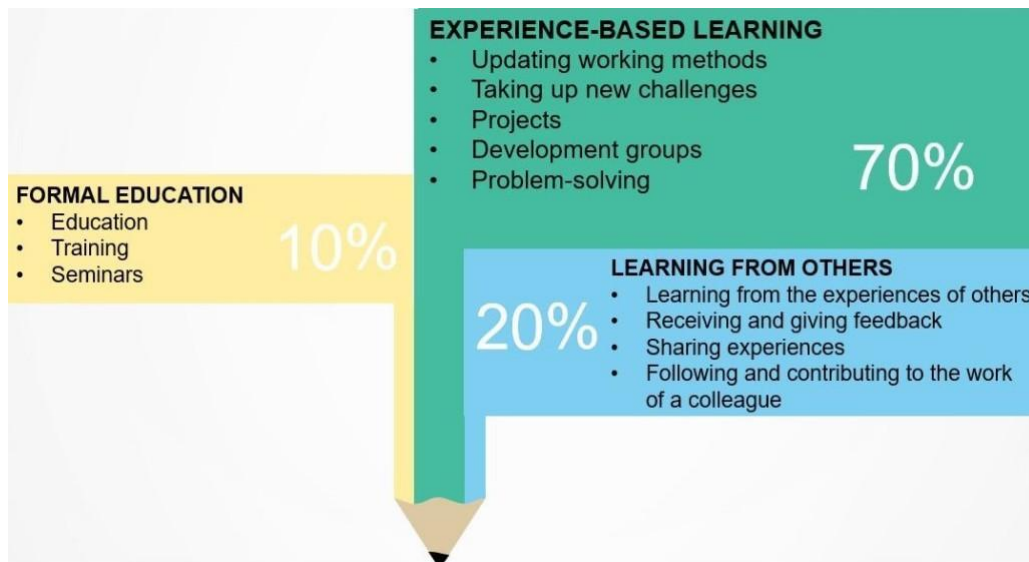 EXPERIENCE-BASED LEARNING
• Updating working methods
• Taking up new challenges
• Projects
• Development groups
• Problem-solving
70%
FORMAL EDUCATION
• Education
• Training
• Seminars
10%
20%
LEARNING FROM OTHERS
• Learning from the experiences of others
• Receiving and giving feedback
• Sharing experiences
• Following and contributing to the work
of a colleague